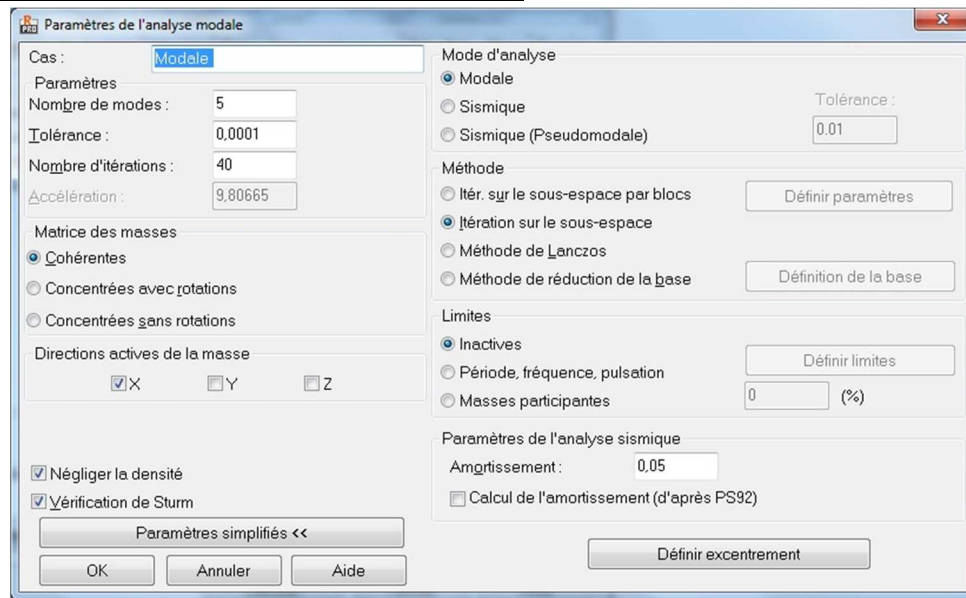 Paramètres de l'analyse modale
Cas :
Modale
Paramètres
Nombre de modes :
5
Tolérance :
0,0001
Nombre d'itérations :
40
Accélération :
9,80665
Matrice des masses
Cohérentes
Concentrées avec rotations
Concentrées sans rotations
Directions actives de la masse
X
Y
Z
Négliger la densité
Vérification de Sturm
Paramètres simplifiés <<
OK
Annuler
Aide
Mode d'analyse
Modale
Sismique
Sismique (Pseudomodale)
Tolérance :
0.01
Méthode
Itér. sur le sous-espace par blocs
Définir paramètres
Itération sur le sous-espace
Méthode de Lanczos
Méthode de réduction de la base
Définition de la base
Limites
Inactives
Définir limites
Période, fréquence, pulsation
Masses participantes
0
(%)
Paramètres de l'analyse sismique
Amortissement :
0,05
Calcul de l'amortissement (d'après PS92)
Définir excentrement